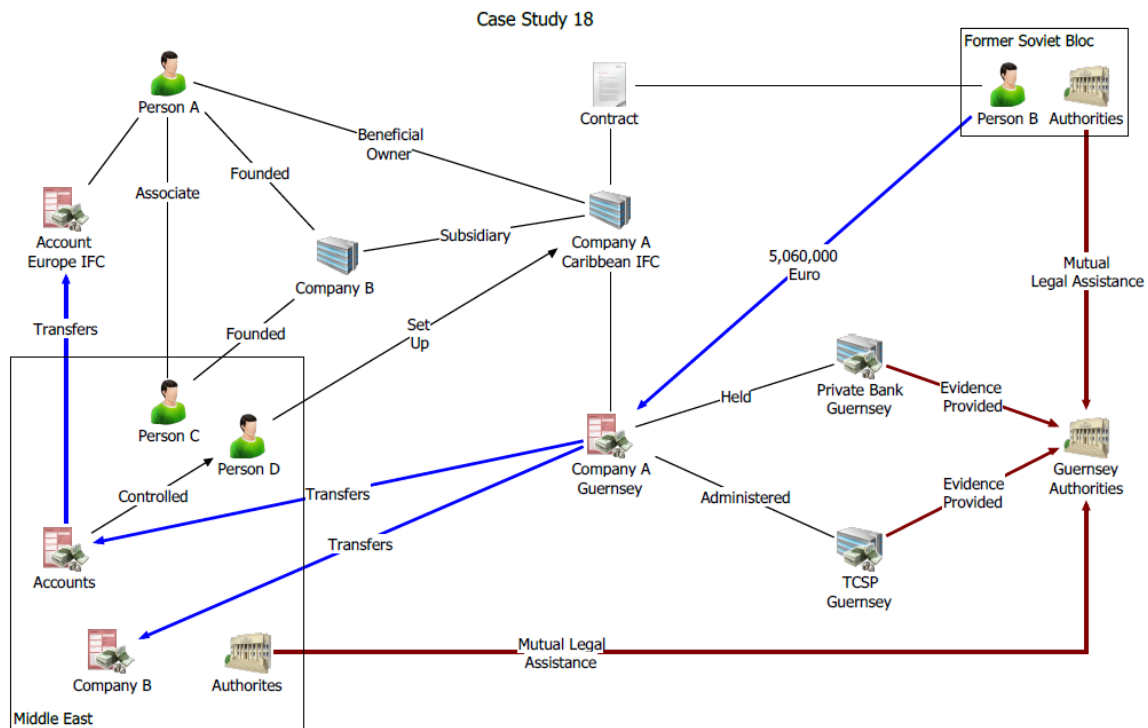 Case Study 18
Former Soviet Bloc
Person A
Contract
Person B
Authorities
Beneficial
Owner
Founded
Associate
Account
Europe IFC
Subsidiary
Company A
Caribbean IFC
5,060,000
Euro
Mutual
Legal Assistance
Company B
Transfers
Founded
Set
Up
Private Bank
Guernsey
Evidence
Provided
Held
Person C
Person D
Company A
Guernsey
Guernsey
Authorities
Controlled
Transfers
Administered
Evidence
Provided
Transfers
Accounts
TCSP
Guernsey
Mutual Legal
Assistance
Company B
Authorites
Middle East